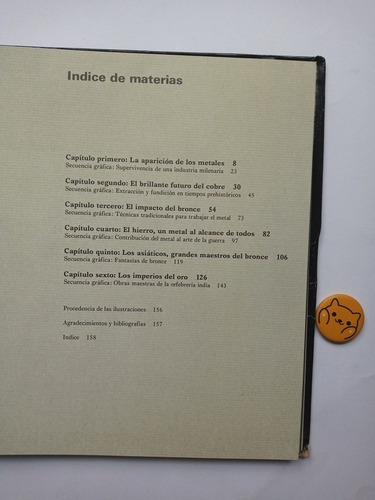 Indice de materias
Capítulo primero: La aparición de los metales 8
Secuencia gráfica: Supervivencia de una industria milenaria 23
Capítulo segundo: El brillante futuro del cobre 30
Secuencia gráfica: Extracción y fundición en tiempos prehistóricos 45
Capítulo tercero: El impacto del bronce 54
Secuencia gráfica: Técnicas tradicionales para trabajar el metal 73
Capítulo cuarto: El hierro, un metal al alcance de todos 82
Secuencia gráfica: Contribución del metal al arte de la guerra 97
Capítulo quinto: Los asiáticos, grandes maestros del bronce 106
Secuencia gráfica: Fantasías de bronce 119
Capítulo sexto: Los imperios del oro 126
Secuencia gráfica: Obras maestras de la orfebrería india 143
Procedencia de las ilustraciones 156
Agradecimientos y bibliografías 157
Indice 158